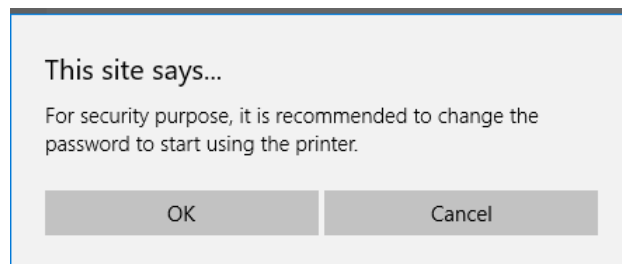 This site says...
For security purpose, it is recommended to change the
password to start using the printer.
OK
Cancel